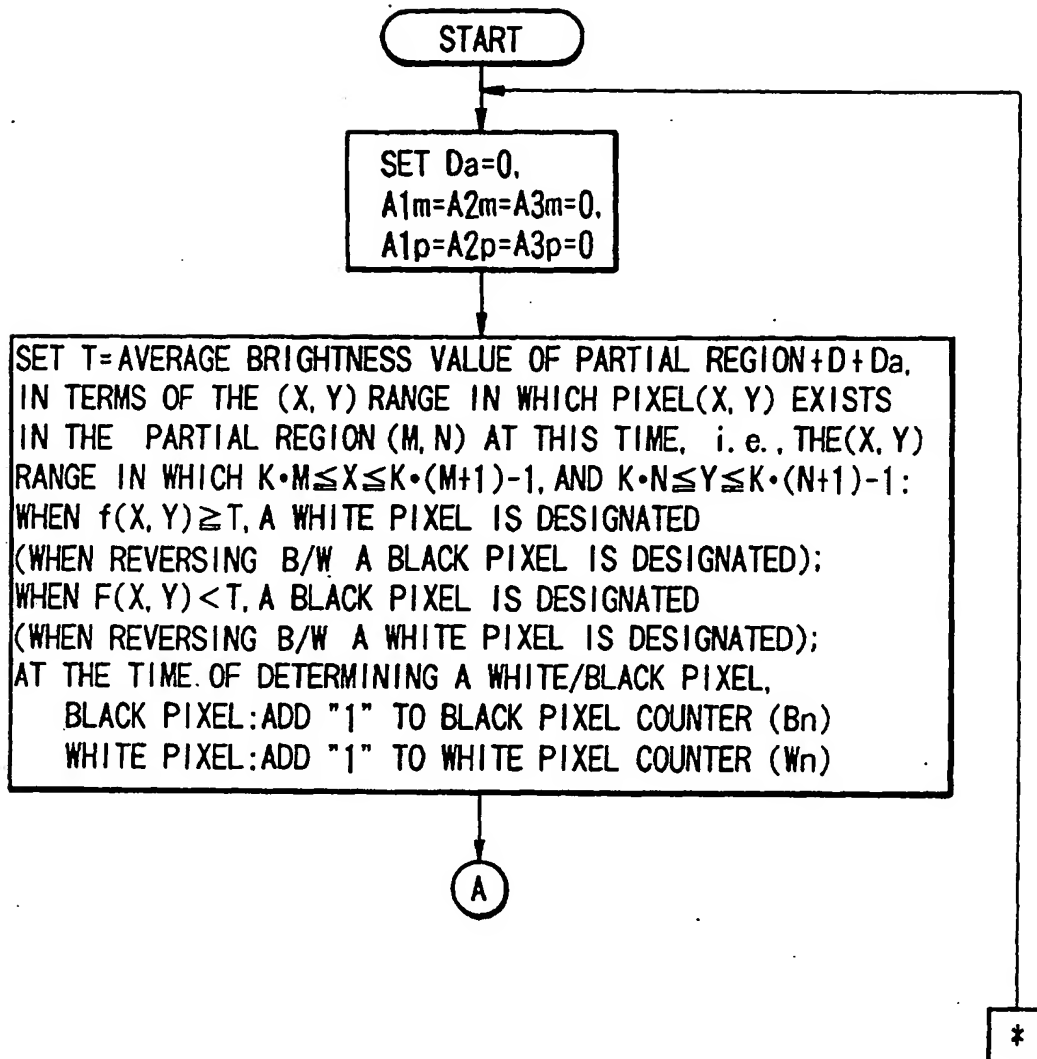 START
SET Da=0,
A1m=A2m=A3m=0,
A1p=A2p=A3p=0
SET T=AVERAGE BRIGHTNESS VALUE OF PARTIAL REGION+D+Da,
IN TERMS OF THE (X, Y) RANGE IN WHICH PIXEL(X, Y) EXISTS
IN THE PARTIAL REGION (M, N) AT THIS TIME, i. e., THE(X, Y)
RANGE IN WHICH K•M≦X≦K•(M+1)-1, AND K•N≦Y≦K•(N+1)-1:
WHEN f(X, Y)≧T, A WHITE PIXEL IS DESIGNATED
(WHEN REVERSING B/W A BLACK PIXEL IS DESIGNATED);
WHEN F(X, Y)<T, A BLACK PIXEL IS DESIGNATED
(WHEN REVERSING B/W A WHITE PIXEL IS DESIGNATED);
AT THE TIME OF DETERMINING A WHITE/BLACK PIXEL,
BLACK PIXEL:ADD "1" TO BLACK PIXEL COUNTER (Bn)
WHITE PIXEL:ADD "1" TO WHITE PIXEL COUNTER (Wn)
A
*